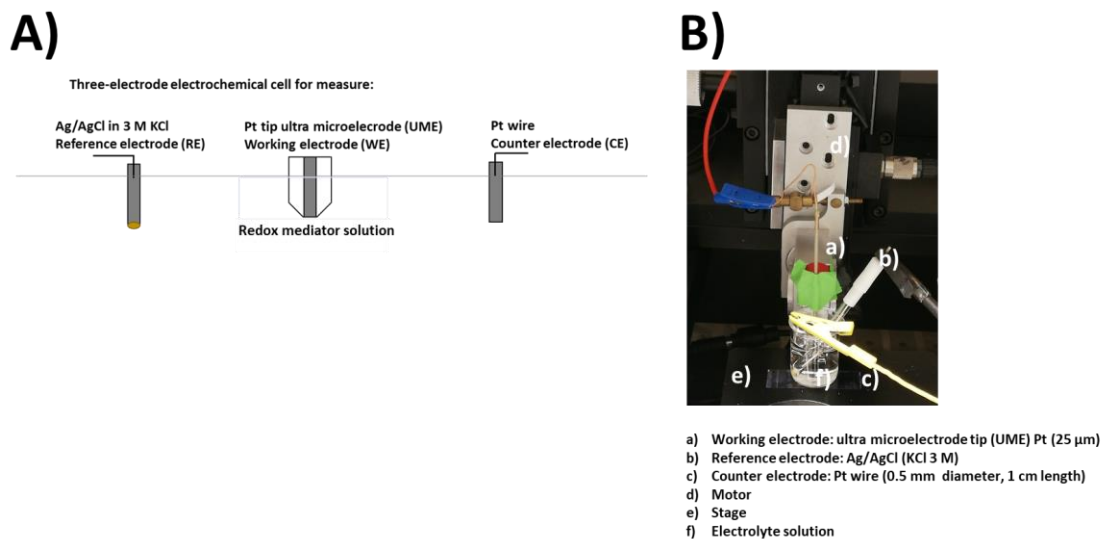 A)
Three-electrode electrochemical cell for measure:
Ag/AgCl in 3 M KCl
Reference electrode (RE)
Pt tip ultra microelecrode (UME)
Working electrode (WE)
Pt wire
Counter electrode (CE)
Redox mediator solution
B)
d)
a)
b)
e)
f)
c)
a) Working electrode: ultra microelectrode tip (UME) Pt (25 μm)
b) Reference electrode: Ag/AgCl (KCl 3 M)
c) Counter electrode: Pt wire (0.5 mm diameter, 1 cm length)
d) Motor
e) Stage
f) Electrolyte solution